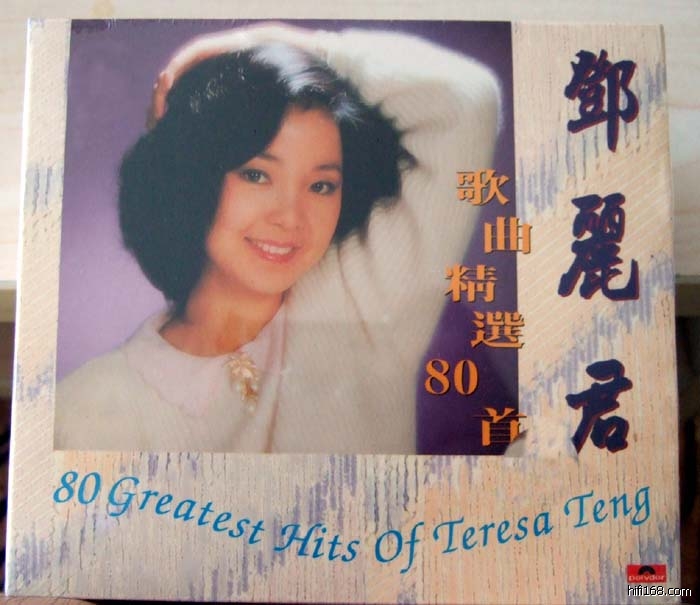 鄧麗君
歌曲精選80首
80 Greatest Hits Of Teresa Teng
polydor
hifi168.com